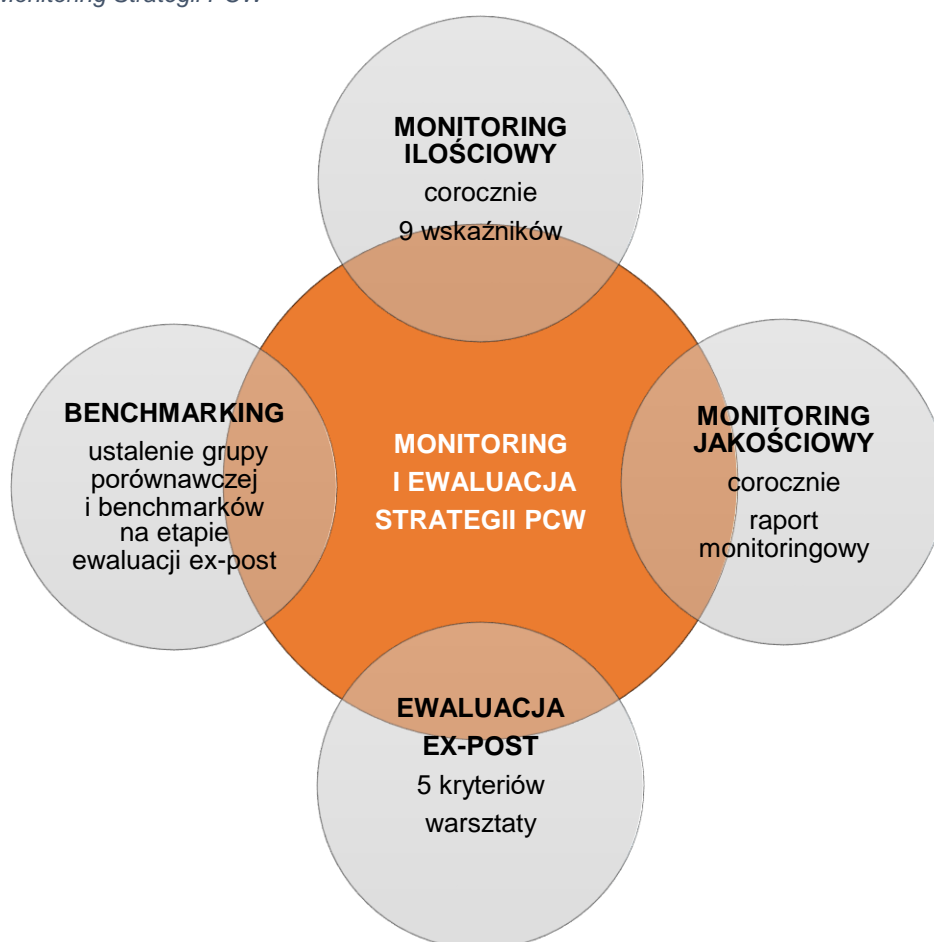 Monitoring Strategii PCW
MONITORING
ILOŚCIOWY
corocznie
9 wskaźników
BENCHMARKING
ustalenie grupy
porównawczej
i benchmarków
na etapie
ewaluacji ex-post
MONITORING
I EWALUACJA
STRATEGII PCW
MONITORING
JAKOŚCIOWY
corocznie
raport
monitoringowy
EWALUACJA
EX-POST
5 kryteriów
warsztaty